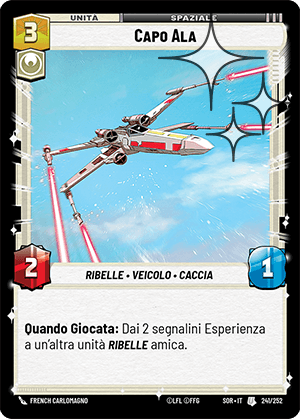 UNITÀ
SPAZIALE
3
CAPO ALA
2
1
RIBELLE • VEICOLO • CACCIA
Quando Giocata: Dai 2 segnalini Esperienza
a un'altra unità RIBELLE amica.
FRENCH CARLOMAGNO
©LFL ©FFG
SOR • IT
241/252